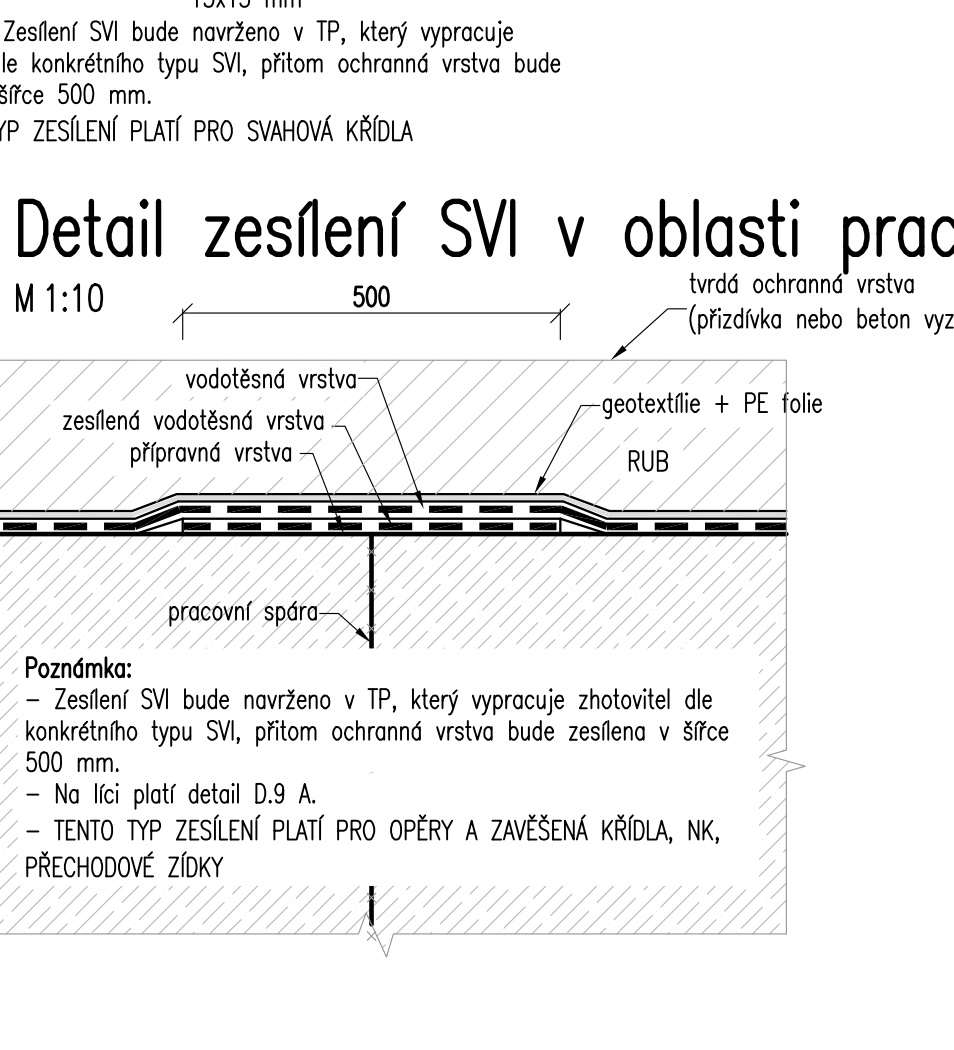 15x15 mm
Zesílení SVI bude navrženo v TP, který vypracuje
le konkrétního typu SVI, přitom ochranná vrstva bude
šířce 500 mm.
YP ZESÍLENÍ PLATÍ PRO SVAHOVÁ KŘÍDLA
Detail zesílení SVI v oblasti prac
M 1:10
500
tvrdá ochranná vrstva
(přizdívka nebo beton vyz
vodotěsná vrstva
geotextílie + PE folie
zesílená vodotěsná vrstva
přípravná vrstva
RUB
pracovní spára
Poznámka:
– Zesílení SVI bude navrženo v TP, který vypracuje zhotovitel dle
konkrétního typu SVI, přitom ochranná vrstva bude zesílena v šířce
500 mm.
– Na líci platí detail D.9 A.
– TENTO TYP ZESÍLENÍ PLATÍ PRO OPĚRY A ZAVĚŠENÁ KŘÍDLA, NK,
PŘECHODOVÉ ZÍDKY